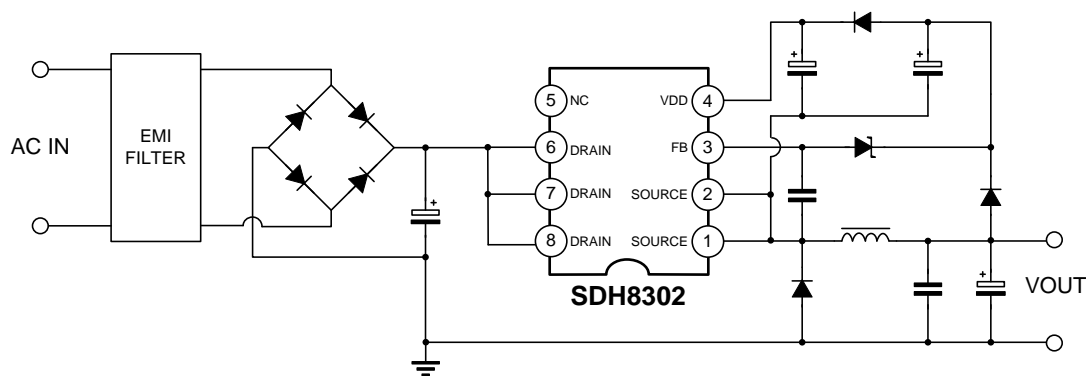 AC IN
EMI
FILTER
5 NC VDD 4
6 DRAIN FB 3
7 DRAIN SOURCE 2
8 DRAIN SOURCE 1
SDH8302
+
+
+
+
VOUT